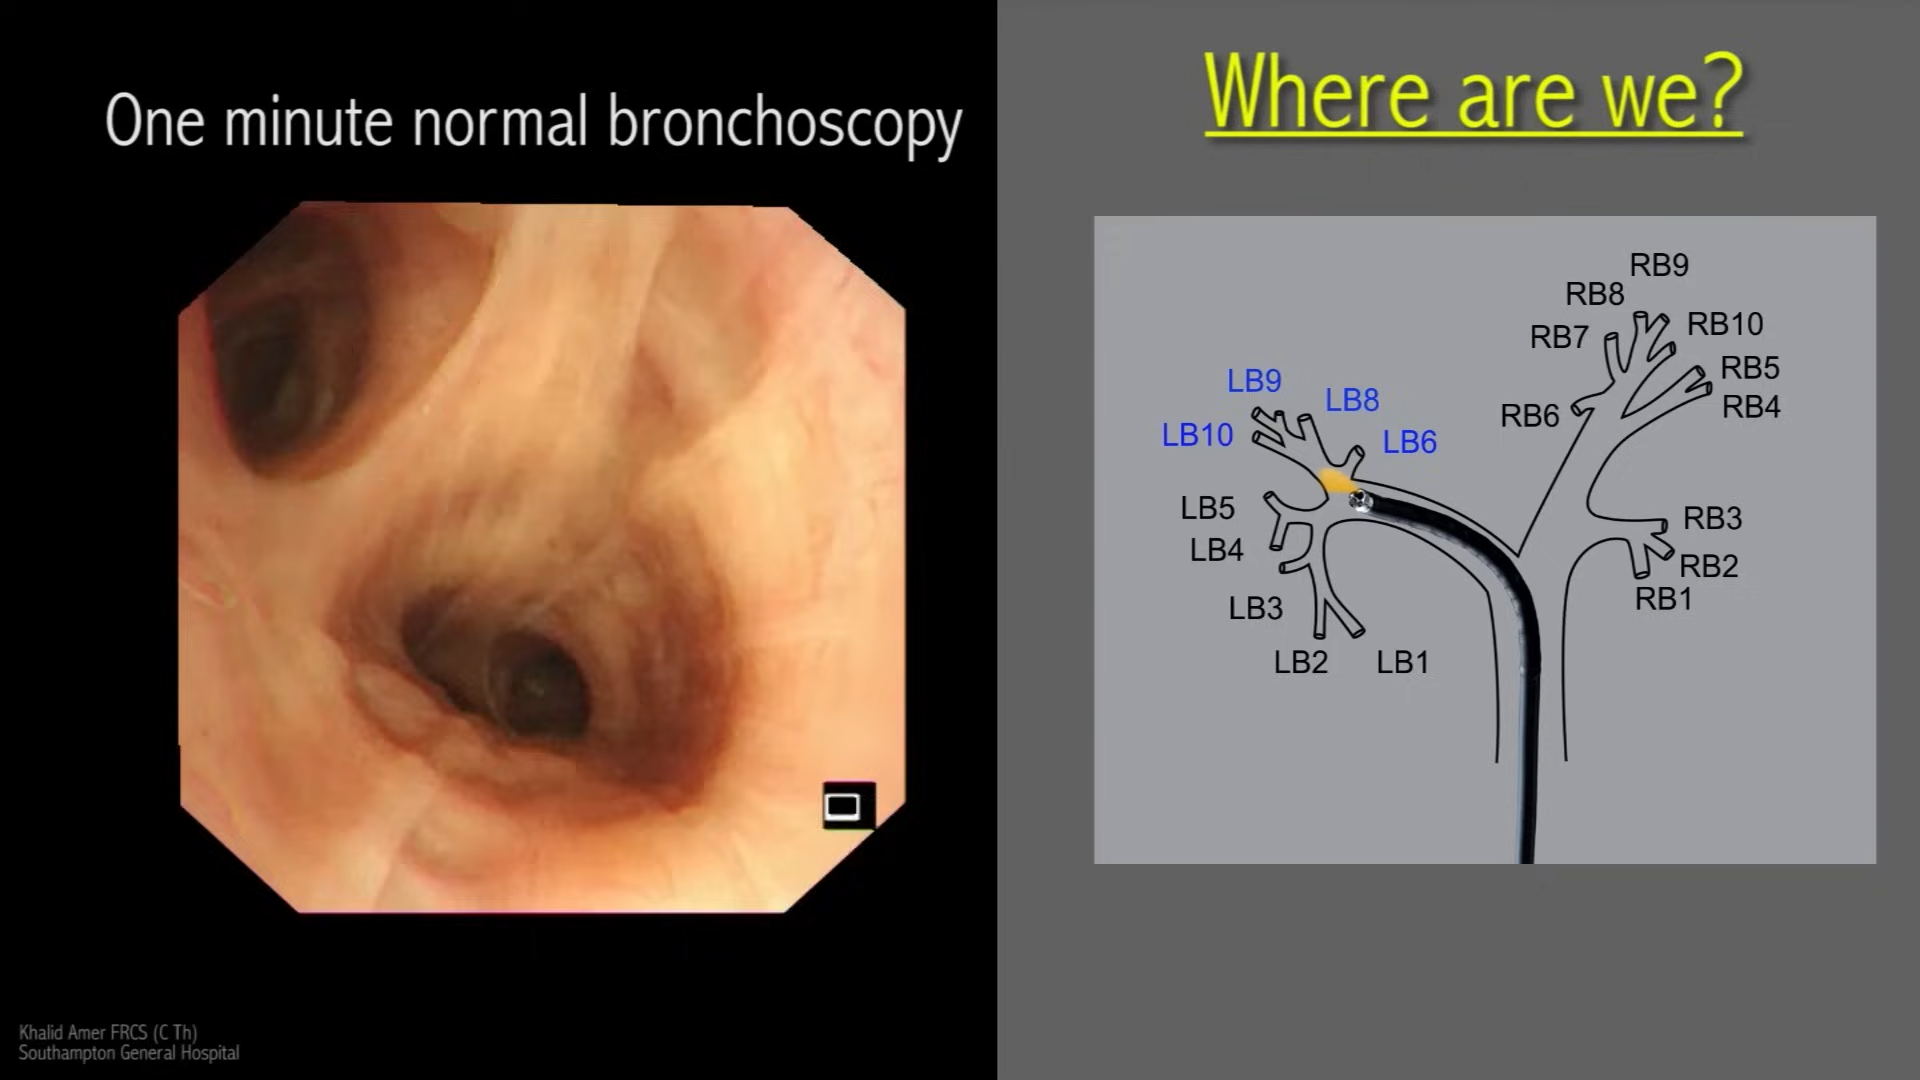 One minute normal bronchoscopy
Where are we?
RB9
RB8
RB10
RB7
RB5
RB4
RB6
LB9
LB8
LB10
LB6
LB5
LB4
LB3
LB2
LB1
RB3
RB2
RB1
Khalid Amer FRCS (C Th)
Southampton General Hospital